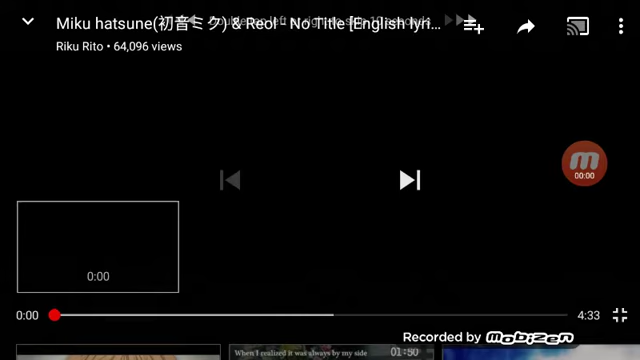 Miku hatsune(初音ミク) & Reol - No Title [English lyr...
Riku Rito • 64,096 views
00:00
0:00
0:00
4:33
Recorded by MOBIZEN
When I realized it was always by my side
01:50